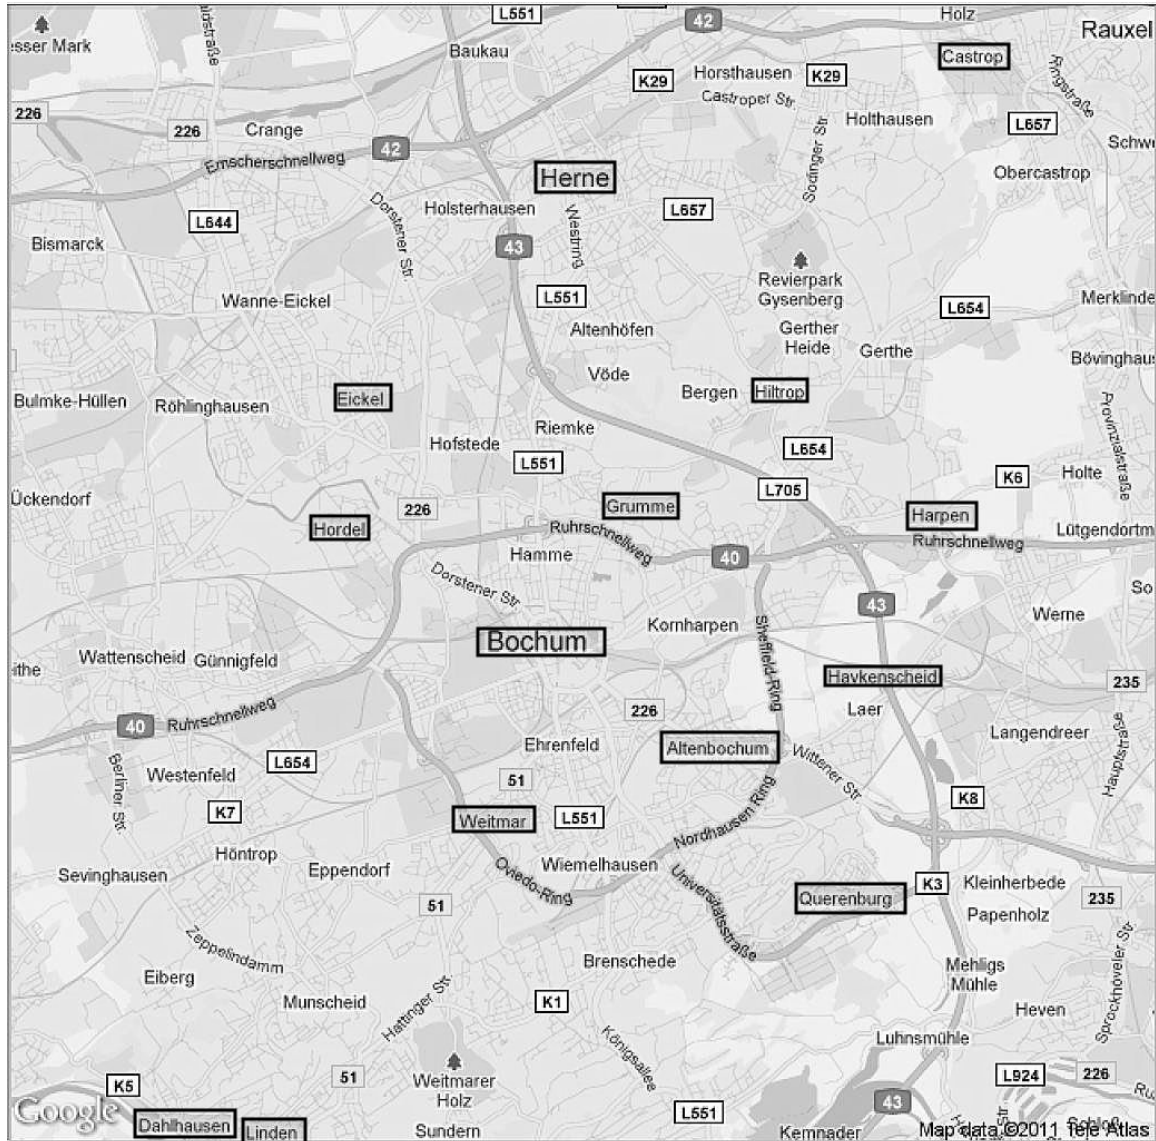 L551
42
Holz
Rauxel
esser Mark
Baukau
Castrop
K29
Horsthausen
K29
Castroper Str.
Ringstraße
226
226
Crange
Holthausen
L657
Emscherschnellweg
42
Sodinger Str.
Schwe
Herne
Obercastrop
Dorstener Str.
Holsterhausen
L657
L644
Westring
Bismarck
43
Revierpark
Gysenberg
Wanne-Eickel
L551
L654
Merklinde
Altenhöfen
Gerther
Heide
Gerthe
Bövinghau
Vöde
Bulmke-Hüllen
Röhlinghausen
Eickel
Bergen
Hiltrop
Provinzialstraße
Riemke
Hofstede
L654
L551
K6
Holte
Ückendorf
L705
226
Grumme
Harpen
Hordel
Ruhrschnellweg
Ruhrschnellweg
Lütgendortm
Hamme
40
Dorstener Str
So
43
Werne
Bochum
Kornharpen
Sheffield-Ring
Wattenscheid
Günnigfeld
eithe
Havkenscheid
235
40
Ruhrschnellweg
226
Laer
Langendreer
Ehrenfeld
Altenbochum
Wittener Str
Hauptstraße
Berliner Str.
Westenfeld
L654
51
K8
K7
Weitmar
L551
Nordhausen Ring
Höntrop
Sevinghausen
Eppendorf
Oviedo-Ring
Wiemelhausen
Universitätsstraße
K3
Kleinherbede
Querenburg
235
51
Papenholz
Zeppelindamm
Sprockhöveler Str.
Eiberg
Brenschede
Mehligs
Mühle
Munscheid
Hattinger Str.
K1
Heven
Königsallee
Luhnsmühle
K5
51
Weitmarer
Holz
L924
226
Ru
Google
Dahlhausen
Linden
Sundern
L551
43
Kemnader
Schloß
Map data ©2011 Tele Atlas